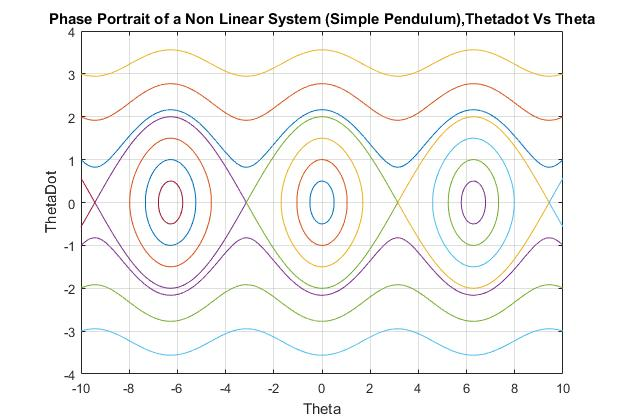 Phase Portrait of a Non Linear System (Simple Pendulum),Thetadot Vs Theta
4
3
2
1
0
-1
-2
-3
-4
ThetaDot
-10 -8 -6 -4 -2 0 2 4 6 8 10
Theta